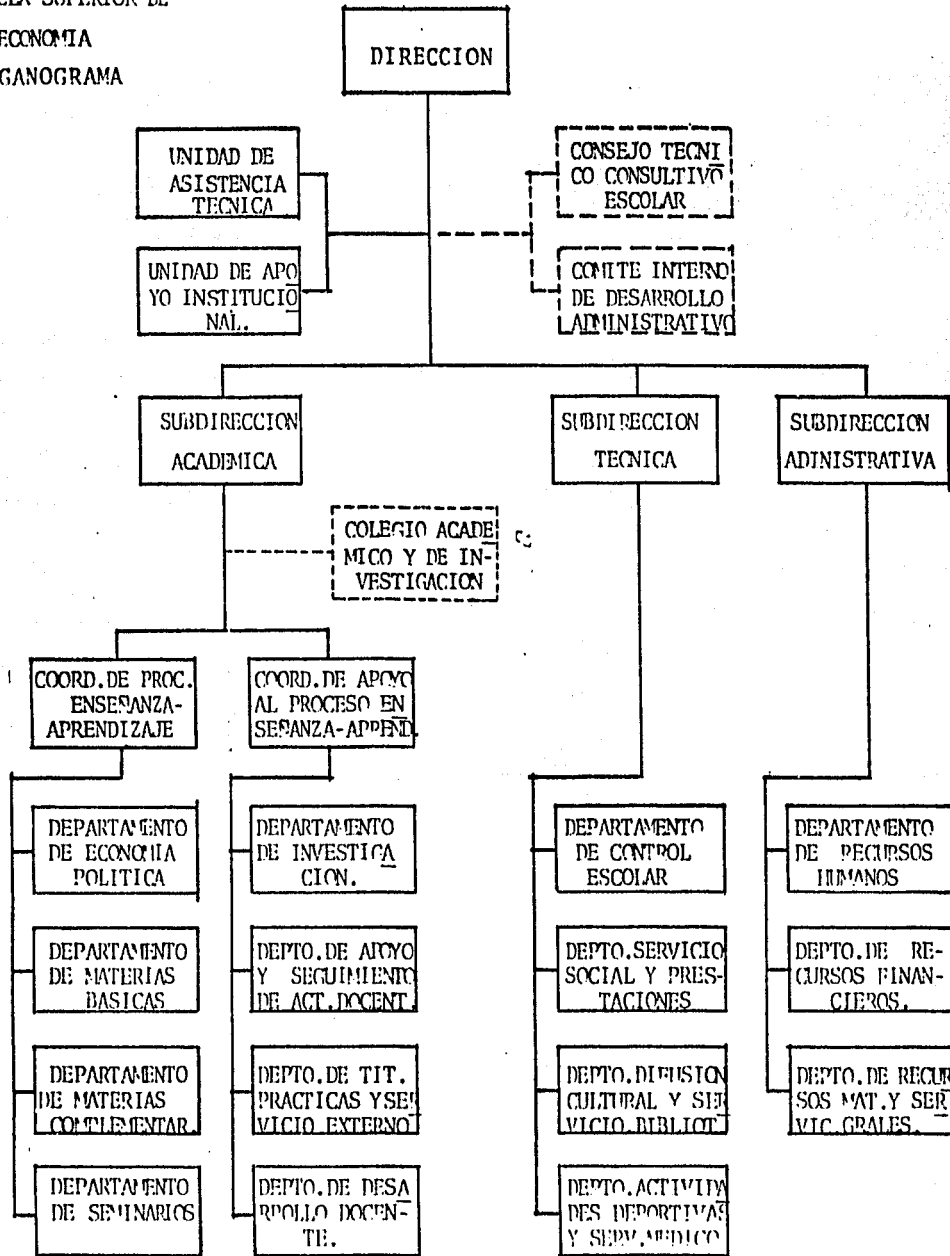 SUPERIOR DE
ECONOMIA
GANOGRAMA
DIRECCION
UNIDAD DE
ASISTENCIA
TECNICA
CONSEJO TECNI
CO CONSULTIVO
ESCOLAR
UNIDAD DE APO
YO INSTITUCIO
NAL.
COMITE INTERNO
DE DESARROLLO
ADMINISTRATIVO
SUBDIRECCION
ACADEMICA
SUBDIRECCION
TECNICA
SUBDIRECCION
ADINISTRATIVA
COLEGIO ACADE
MICO Y DE IN-
VESTIGACION
COORD.DE PROC.
ENSEÑANZA-
APRENDIZAJE
COORD.DE APOYO
AL PROCESO EN
SEÑANZA-APREND.
DEPARTAMENTO
DE ECONOMIA
POLITICA
DEPARTAMENTO
DE INVESTIGA
CION.
DEPARTAMENTO
DE CONTROL
ESCOLAR
DEPARTAMENTO
DE RECURSOS
HUMANOS
DEPARTAMENTO
DE MATERIAS
BASICAS
DEPTO.DE APOYO
Y SEGUIMIENTO
DE ACT.DOCENT.
DEPTO.SERVICIO
SOCIAL Y PRES-
TACIONES
DEPTO.DE RE-
CURSOS FINAN-
CIEROS.
DEPARTAMENTO
DE MATERIAS
COMPLEMENTAR.
DEPTO.DE TIT.
PRACTICAS Y SER
VICIO EXTERNO
DEPTO.DIFUSION
CULTURAL Y SER
VICIO.BIBLIOT
DEPTO.DE RECUR
SOS MAT.Y SER
VIC.GRALES.
DEPARTAMENTO
DE SEMINARIOS
DEPTO.DE DESA
RROLLO DOCEN-
TE.
DEPTO.ACTIVIDA
DES DEPORTIVAS
Y SERV.MEDICO